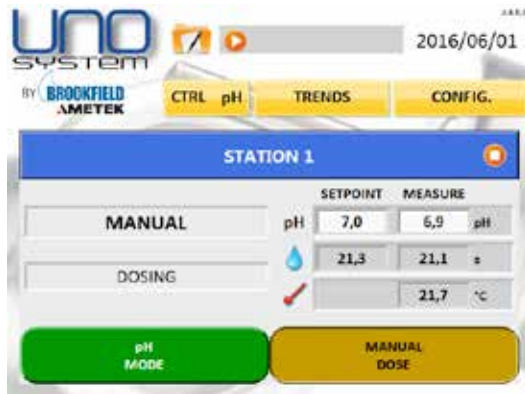 UNO
system
2016/06/01
BY BROOKFIELD
AMETEK
CTRL pH
TRENDS
CONFIG.
STATION 1
SETPOINT MEASURE
MANUAL
pH 7,0 6,9 pH
21,3 21,1
DOSING
21,7 °C
pH
MODE
MANUAL
DOSE